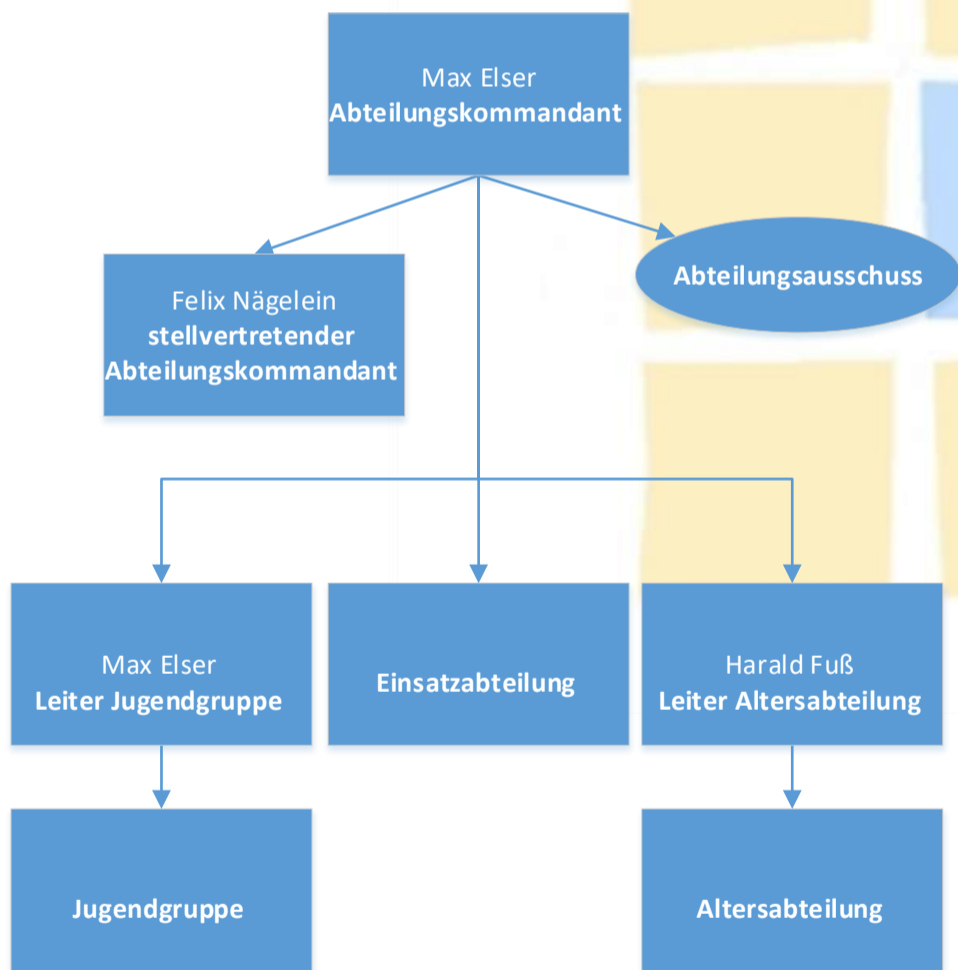 Max Elser
Abteilungskommandant
Felix Nägelein
stellvertretender
Abteilungskommandant
Abteilungsausschuss
Max Elser
Leiter Jugendgruppe
Einsatzabteilung
Harald Fuß
Leiter Altersabteilung
Jugendgruppe
Altersabteilung